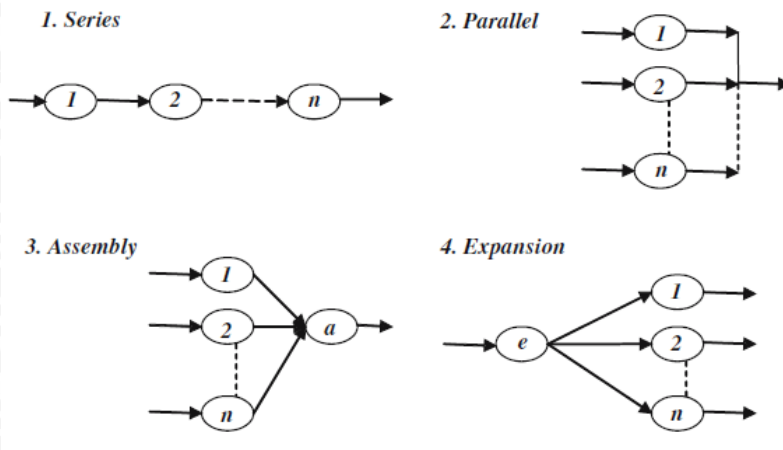 1. Series
1 2 n
2. Parallel
1
2
n
3. Assembly
1
2
a
n
4. Expansion
1
e
2
n